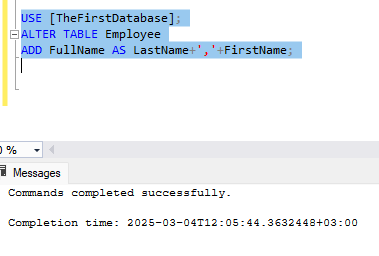 USE [TheFirstDatabase];
ALTER TABLE Employee
ADD FullName AS LastName+','+FirstName;
0 %
Messages
Commands completed successfully.
Completion time: 2025-03-04T12:05:44.3632448+03:00